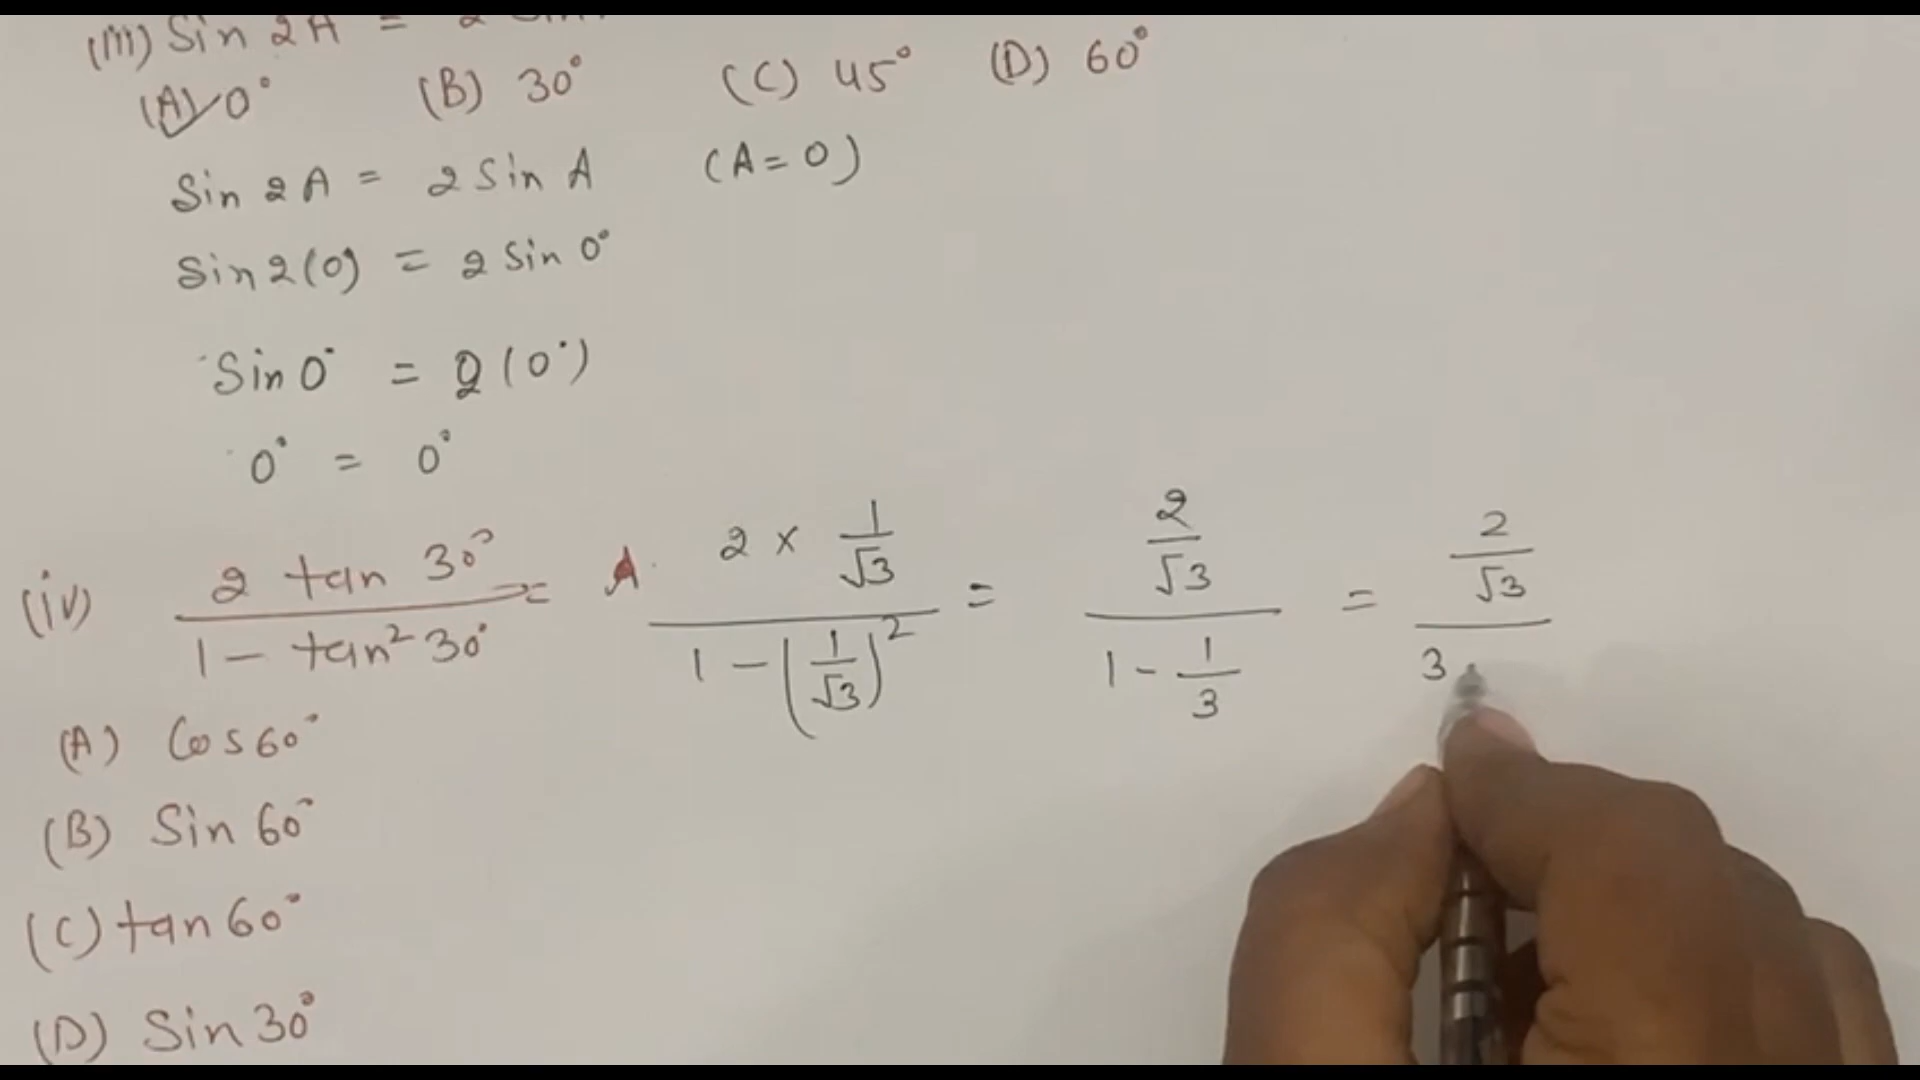 (iii) Sin 2A = 2 Sin
(A) 0° (B) 30° (C) 45° (D) 60°
Sin 2A = 2 Sin A (A = 0)
Sin 2(0) = 2 Sin 0°
Sin 0° = 2(0°)
0° = 0°
(iv) 2 tan 30° / 1 - tan² 30° = A. 2 × 1/√3 / 1 - (1/√3)² = 2/√3 / 1 - 1/3 = 2/√3 / 3
(A) Cos 60°
(B) Sin 60°
(C) tan 60°
(D) Sin 30°